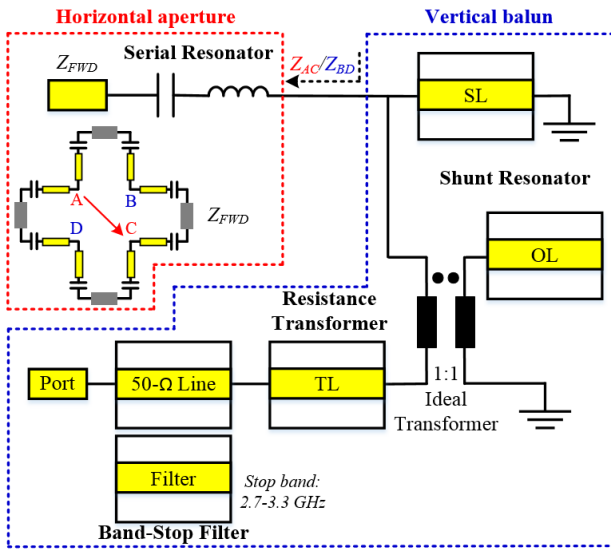 Horizontal aperture
Vertical balun
Serial Resonator
Z_FWD
Z_AC/Z_BD
SL
A
B
D
C
Z_FWD
Shunt Resonator
OL
Resistance
Transformer
Port
50-Ω Line
TL
1:1
Ideal
Transformer
Filter
Stop band:
2.7-3.3 GHz
Band-Stop Filter